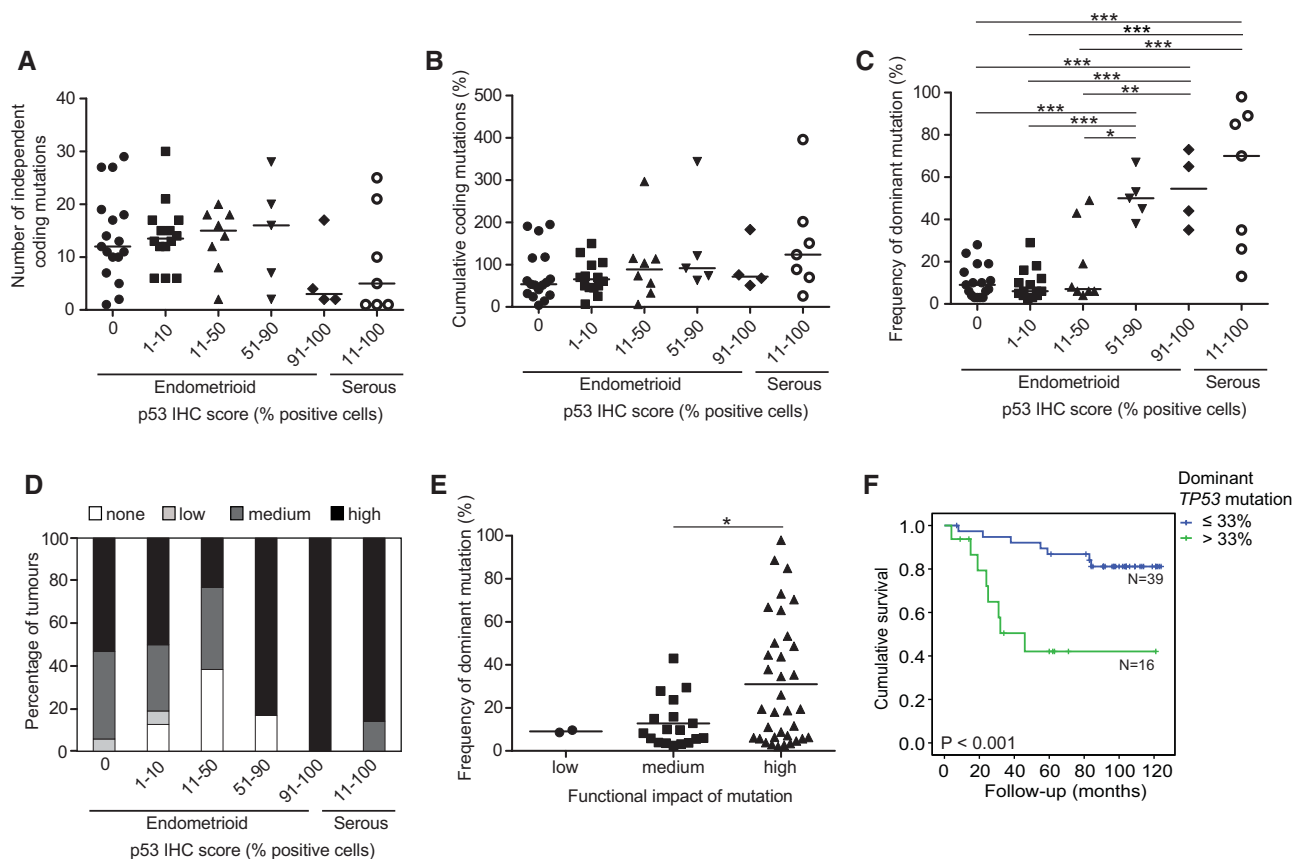 A
Number of independent
coding mutations
40
30
20
10
0
0
1-10
11-50
51-90
91-100
11-100
Endometrioid
Serous
p53 IHC score (% positive cells)
B
Cumulative coding mutations (%)
500
400
300
200
100
0
0
1-10
11-50
51-90
91-100
11-100
Endometrioid
Serous
p53 IHC score (% positive cells)
C
Frequency of dominant mutation (%)
***
***
***
***
***
**
***
***
*
100
80
60
40
20
0
0
1-10
11-50
51-90
91-100
11-100
Endometrioid
Serous
p53 IHC score (% positive cells)
D
none low medium high
Percentage of tumours
100
80
60
40
20
0
0
1-10
11-50
51-90
91-100
11-100
Endometrioid
Serous
p53 IHC score (% positive cells)
E
Frequency of dominant mutation (%)
*
100
80
60
40
20
0
low
medium
high
Functional impact of mutation
F
Dominant
TP53 mutation
≤ 33%
> 33%
Cumulative survival
1.0
0.8
0.6
0.4
0.2
0.0
N=39
N=16
P < 0.001
0 20 40 60 80 100 120
Follow-up (months)